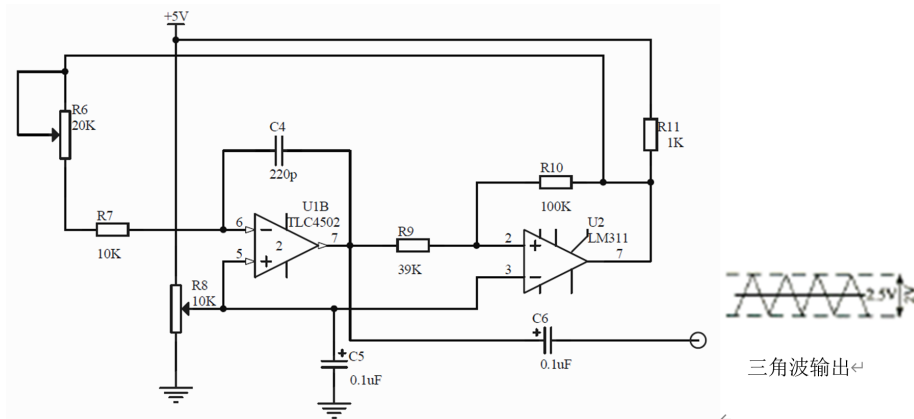 +5V
R6
20K
C4
220p
R11
1K
R10
100K
U1B
TLC4502
U2
LM311
R7
10K
6
5
2
7
R9
39K
2
3
7
R8
10K
C5
0.1uF
C6
0.1uF
2.5V
2V
三角波输出↵